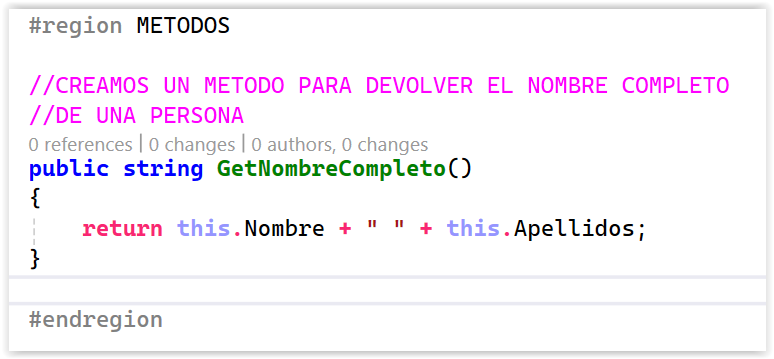 #region METODOS
//CREAMOS UN METODO PARA DEVOLVER EL NOMBRE COMPLETO
//DE UNA PERSONA
0 references | 0 changes | 0 authors, 0 changes
public string GetNombreCompleto()
{
return this.Nombre + " " + this.Apellidos;
}
#endregion